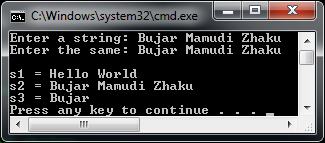 C:\Windows\system32\cmd.exe
Enter a string: Bujar Mamudi Zhaku
Enter the same: Bujar Mamudi Zhaku
s1 = Hello World
s2 = Bujar Mamudi Zhaku
s3 = Bujar
Press any key to continue . . . _